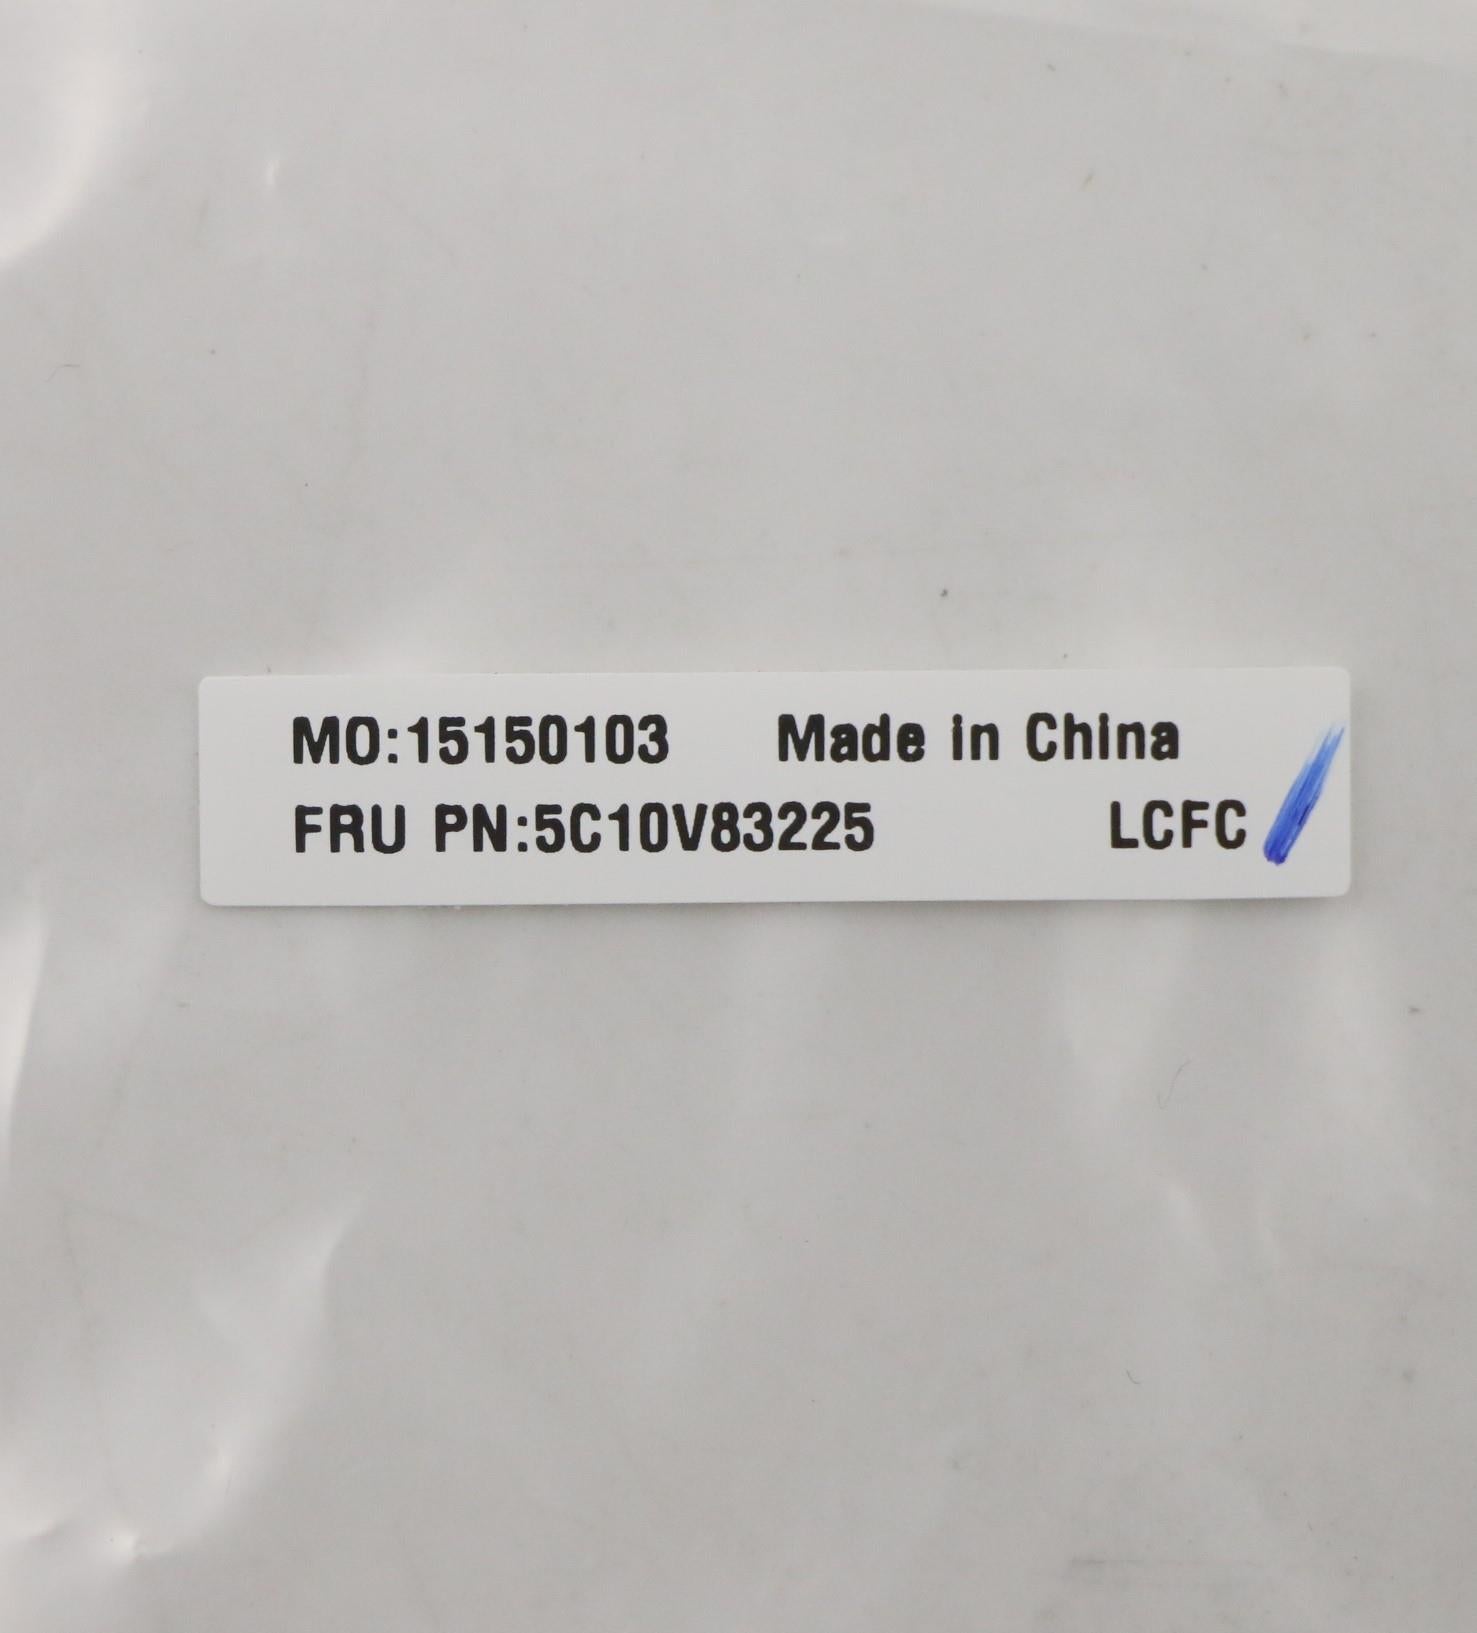 MO:15150103 Made in China
FRU PN:5C10V83225 LCFC